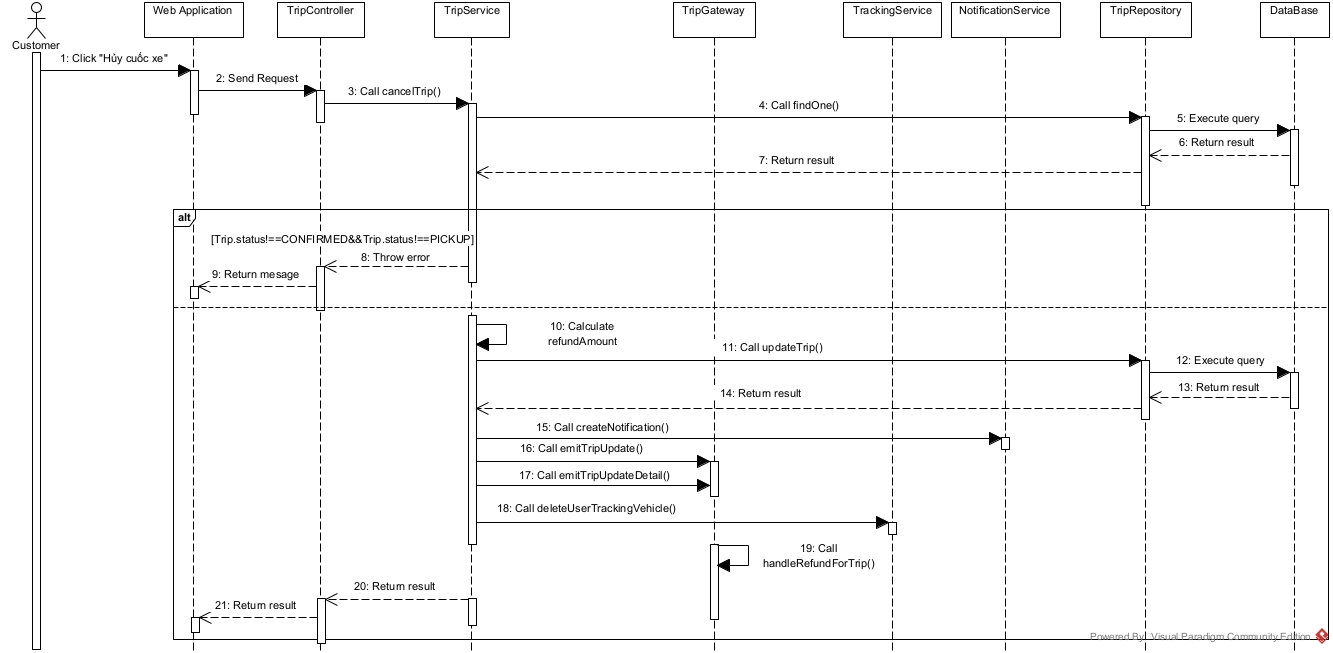 Web Application
TripController
TripService
TripGateway
TrackingService
NotificationService
TripRepository
DataBase
Customer
1: Click "Hủy cuốc xe"
2: Send Request
3: Call cancelTrip()
4: Call findOne()
5: Execute query
6: Return result
7: Return result
alt
[Trip.status!==CONFIRMED&&Trip.status!==PICKUP]
8: Throw error
9: Return mesage
10: Calculate
refundAmount
11: Call updateTrip()
12: Execute query
13: Return result
14: Return result
15: Call createNotification()
16: Call emitTripUpdate()
17: Call emitTripUpdateDetail()
18: Call deleteUserTrackingVehicle()
19: Call
handleRefundForTrip()
20: Return result
21: Return result
Powered By Visual Paradigm Community Edition